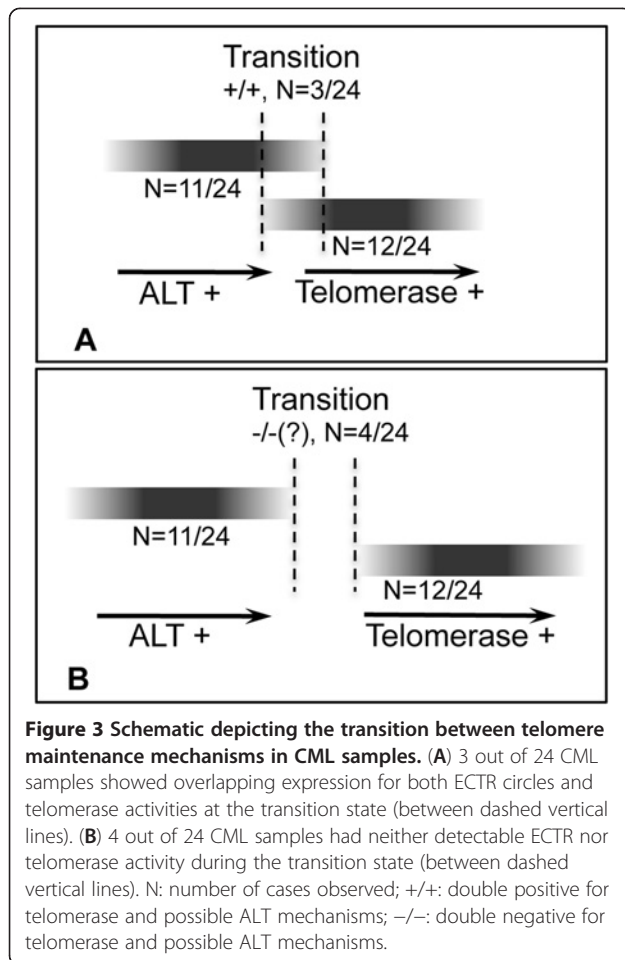 Transition
+/+, N=3/24
N=11/24
N=12/24
ALT +
Telomerase +
A
Transition
-/-(?), N=4/24
N=11/24
N=12/24
ALT +
Telomerase +
B
Figure 3 Schematic depicting the transition between telomere
maintenance mechanisms in CML samples. (A) 3 out of 24 CML
samples showed overlapping expression for both ECTR circles and
telomerase activities at the transition state (between dashed vertical
lines). (B) 4 out of 24 CML samples had neither detectable ECTR nor
telomerase activity during the transition state (between dashed
vertical lines). N: number of cases observed; +/+: double positive for
telomerase and possible ALT mechanisms; −/−: double negative for
telomerase and possible ALT mechanisms.